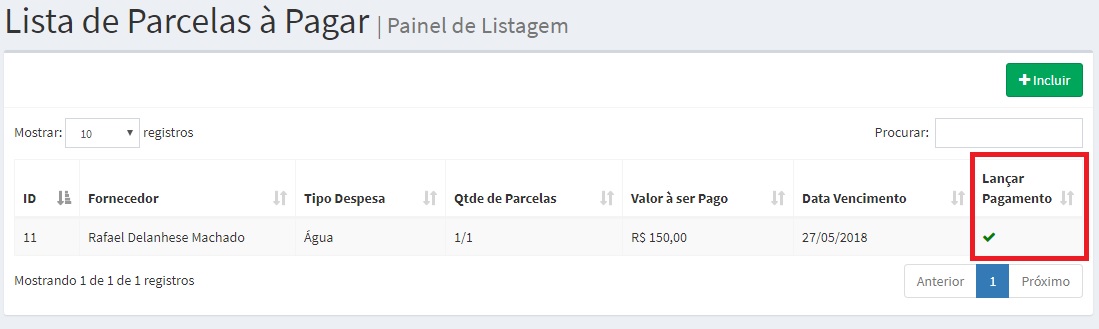 Lista de Parcelas à Pagar | Painel de Listagem
Incluir
Mostrar: 10 registros Procurar:
ID Fornecedor Tipo Despesa Qtde de Parcelas Valor à ser Pago Data Vencimento Lançar Pagamento
11 Rafael Delanhese Machado Água 1/1 R$ 150,00 27/05/2018
Mostrando 1 de 1 de 1 registros Anterior 1 Próximo